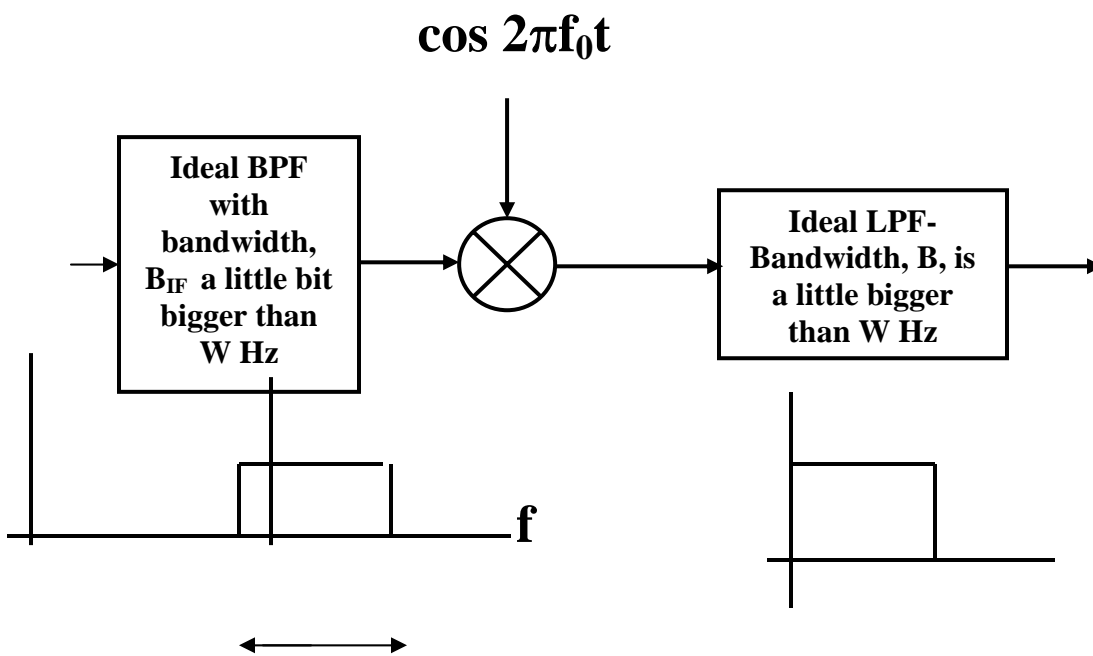 cos 2πf₀t
Ideal BPF
with
bandwidth,
B_IF a little bit
bigger than
W Hz
Ideal LPF-
Bandwidth, B, is
a little bigger
than W Hz
f